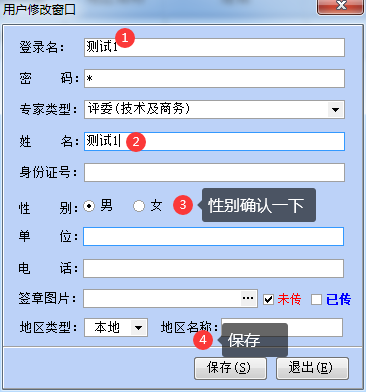 用户修改窗口
登录名: 测试1 1
密 码: *
专家类型: 评委(技术及商务)
姓 名: 测试1 2
身份证号:
性 别: 男 女 3 性别确认一下
单 位:
电 话:
签章图片: ... 未传 已传
地区类型: 本地 地区名称:
4 保存
保存(S) 退出(E)